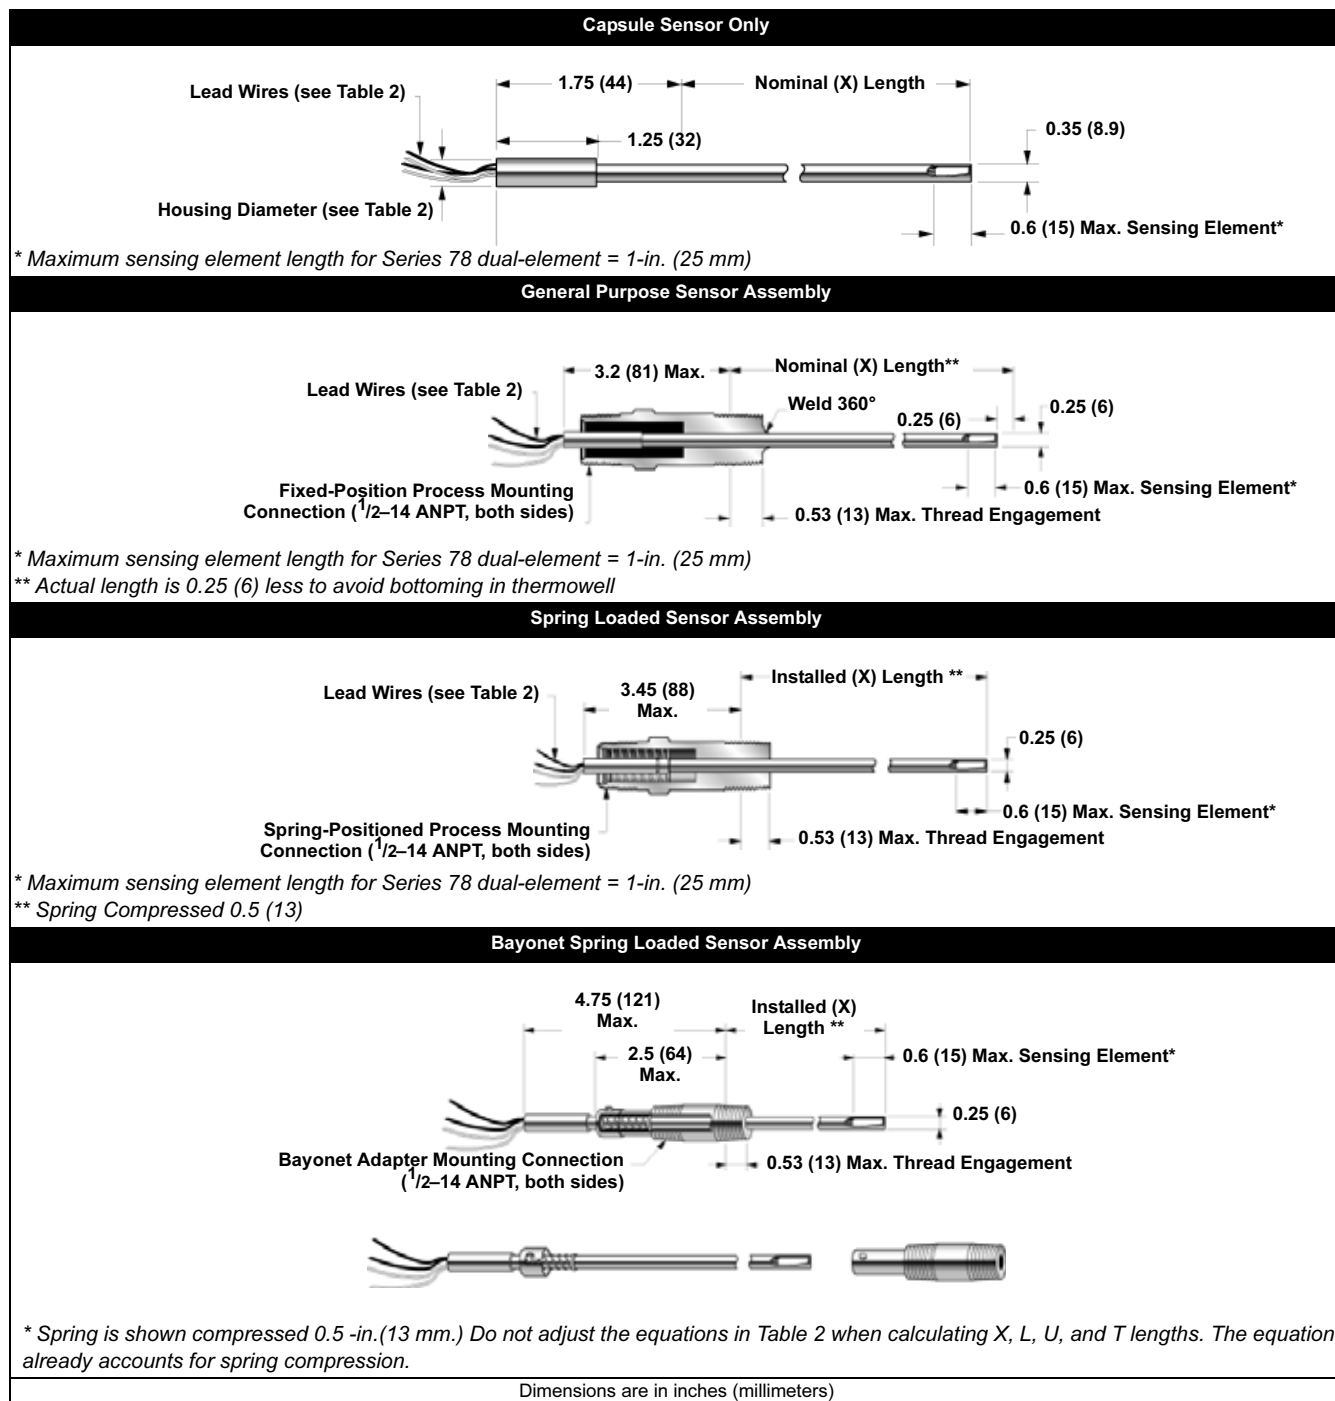 Capsule Sensor Only
1.75 (44)
Nominal (X) Length
Lead Wires (see Table 2)
0.35 (8.9)
1.25 (32)
Housing Diameter (see Table 2)
0.6 (15) Max. Sensing Element*
* Maximum sensing element length for Series 78 dual-element = 1-in. (25 mm)
General Purpose Sensor Assembly
3.2 (81) Max.
Nominal (X) Length**
Lead Wires (see Table 2)
Weld 360°
0.25 (6)
0.25 (6)
Fixed-Position Process Mounting
Connection (1/2–14 ANPT, both sides)
0.6 (15) Max. Sensing Element*
0.53 (13) Max. Thread Engagement
* Maximum sensing element length for Series 78 dual-element = 1-in. (25 mm)
** Actual length is 0.25 (6) less to avoid bottoming in thermowell
Spring Loaded Sensor Assembly
Installed (X) Length **
Lead Wires (see Table 2)
3.45 (88)
Max.
0.25 (6)
0.6 (15) Max. Sensing Element*
Spring-Positioned Process Mounting
Connection (1/2–14 ANPT, both sides)
0.53 (13) Max. Thread Engagement
* Maximum sensing element length for Series 78 dual-element = 1-in. (25 mm)
** Spring Compressed 0.5 (13)
Bayonet Spring Loaded Sensor Assembly
4.75 (121)
Max.
Installed (X)
Length **
2.5 (64)
Max.
0.6 (15) Max. Sensing Element*
0.25 (6)
Bayonet Adapter Mounting Connection
(1/2–14 ANPT, both sides)
0.53 (13) Max. Thread Engagement
* Spring is shown compressed 0.5 -in.(13 mm.) Do not adjust the equations in Table 2 when calculating X, L, U, and T lengths. The equation
already accounts for spring compression.
Dimensions are in inches (millimeters)